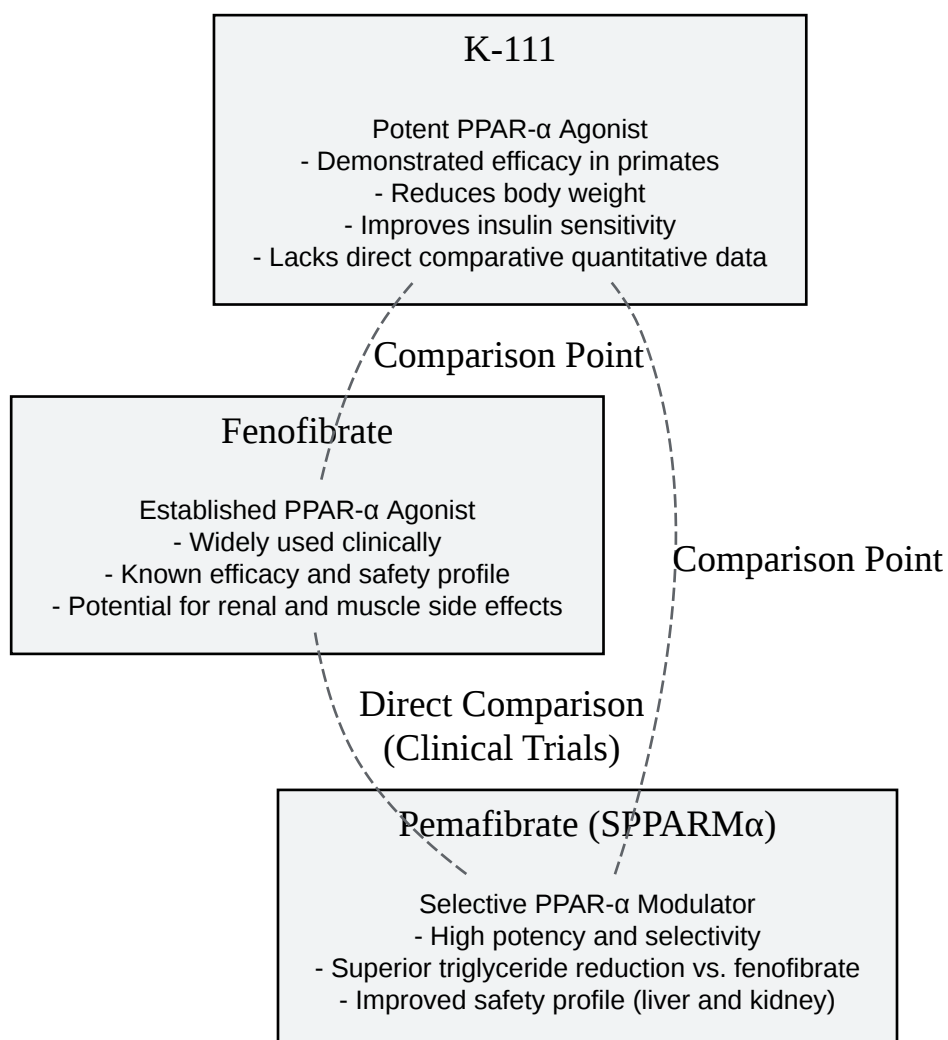 K-111
Potent PPAR-α Agonist
- Demonstrated efficacy in primates
- Reduces body weight
- Improves insulin sensitivity
- Lacks direct comparative quantitative data
Comparison Point
Fenofibrate
Established PPAR-α Agonist
- Widely used clinically
- Known efficacy and safety profile
- Potential for renal and muscle side effects
Comparison Point
Direct Comparison
(Clinical Trials)
Pemafibrate (SPPARMα)
Selective PPAR-α Modulator
- High potency and selectivity
- Superior triglyceride reduction vs. fenofibrate
- Improved safety profile (liver and kidney)